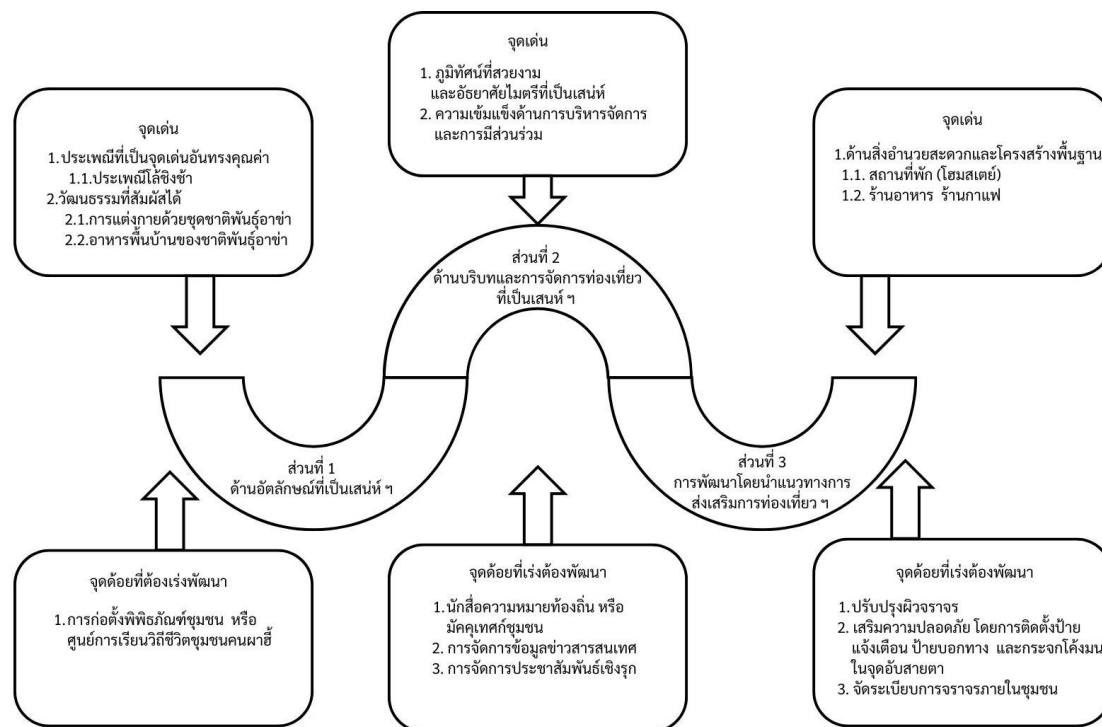 จุดเด่น
1. ภูมิทัศน์ที่สวยงาม
และอัธยาศัยไมตรีที่เป็นเสน่ห์
2. ความเข้มแข็งด้านการบริหารจัดการ
และการมีส่วนร่วม
จุดเด่น
1.ประเพณีที่เป็นจุดเด่นอันทรงคุณค่า
1.1.ประเพณีโล้ชิงช้า
2.วัฒนธรรมที่สัมผัสได้
2.1.การแต่งกายด้วยชุดชาติพันธุ์อาข่า
2.2.อาหารพื้นบ้านของชาติพันธุ์อาข่า
จุดเด่น
1.ด้านสิ่งอำนวยสะดวกและโครงสร้างพื้นฐาน
1.1. สถานที่พัก (โฮมสเตย์)
1.2. ร้านอาหาร ร้านกาแฟ
ส่วนที่ 2
ด้านบริบทและการจัดการท่องเที่ยว
ที่เป็นเสนห์ ฯ
ส่วนที่ 1
ด้านอัตลักษณ์ที่เป็นเสน่ห์ ฯ
ส่วนที่ 3
การพัฒนาโดยนำแนวทางการ
ส่งเสริมการท่องเที่ยว ฯ
จุดด้อยที่ต้องเร่งพัฒนา
1.การก่อตั้งพิพิธภัณฑ์ชุมชน หรือ
ศูนย์การเรียนวิถีชีวิตชุมชนคนผาฮี้
จุดด้อยที่เร่งต้องพัฒนา
1.นักสื่อความหมายท้องถิ่น หรือ
มัคคุเทศก์ชุมชน
2. การจัดการข้อมูลข่าวสารสนเทศ
3. การจัดการประชาสัมพันธ์เชิงรุก
จุดด้อยที่เร่งต้องพัฒนา
1. ปรับปรุงผิวจราจร
2. เสริมความปลอดภัย โดยการติดตั้งป้าย
แจ้งเตือน ป้ายบอกทาง และกระจกโค้งมน
ในจุดอับสายตา
3. จัดระเบียบการจราจรภายในชุมชน